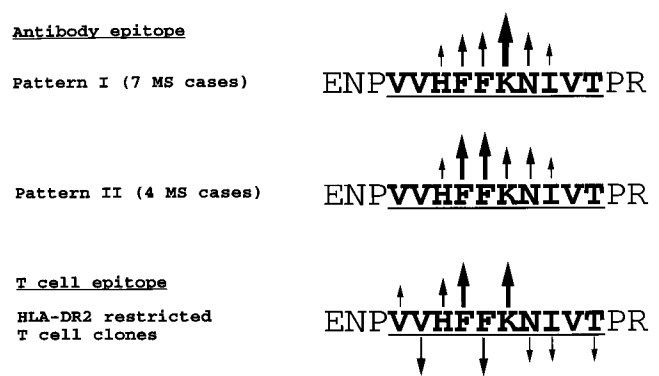 Antibody epitope
Pattern I (7 MS cases) ENPVVHFFKNIVTPR
Pattern II (4 MS cases) ENPVVHFFKNIVTPR
T cell epitope
HLA-DR2 restricted
T cell clones ENPVVHFFKNIVTPR